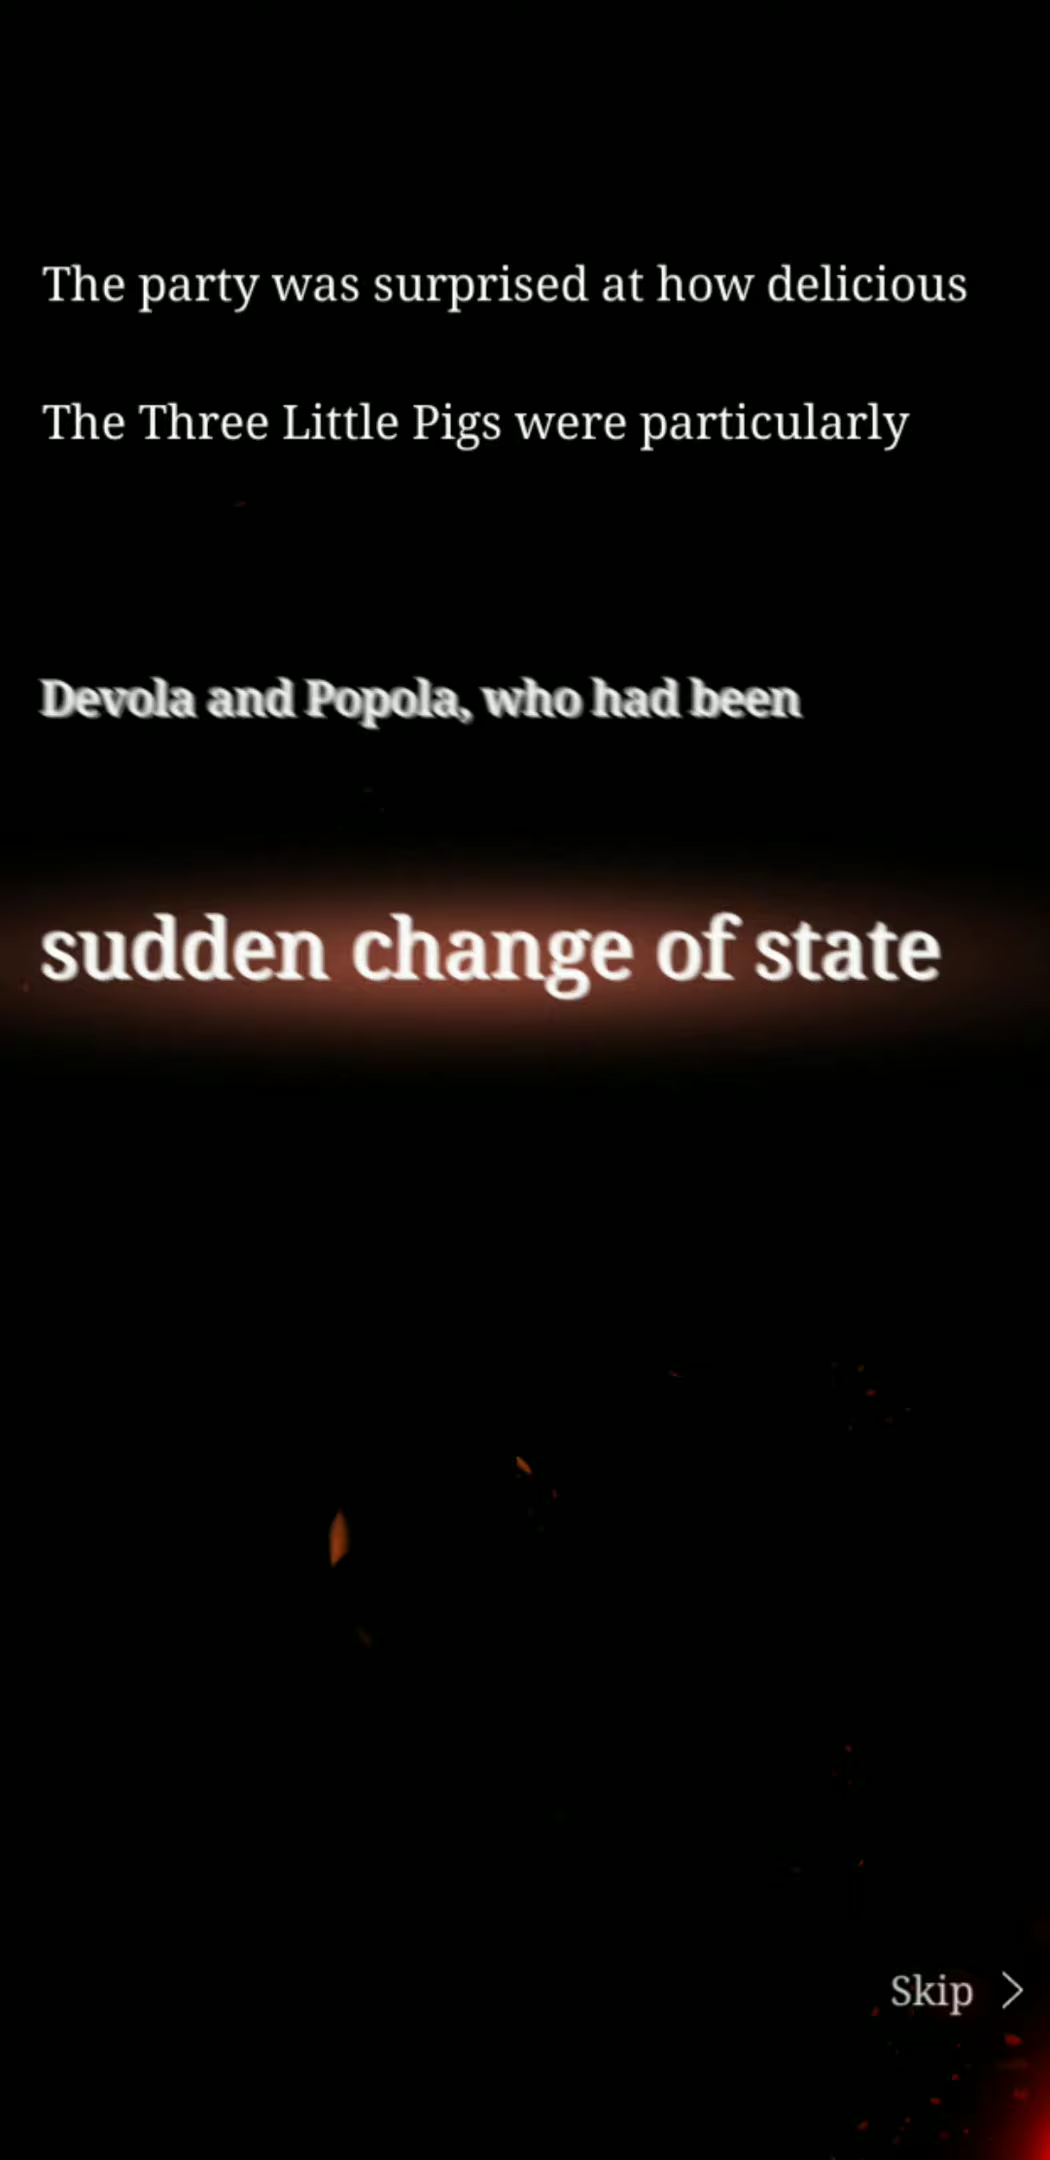 The party was surprised at how delicious
The Three Little Pigs were particularly
Devola and Popola, who had been
sudden change of state
Skip